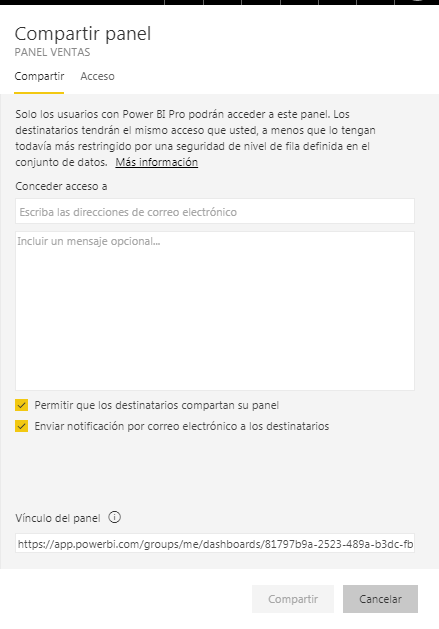 Compartir panel
PANEL VENTAS
Compartir Acceso
Solo los usuarios con Power BI Pro podrán acceder a este panel. Los
destinatarios tendrán el mismo acceso que usted, a menos que lo tengan
todavía más restringido por una seguridad de nivel de fila definida en el
conjunto de datos. Más información
Conceder acceso a
Escriba las direcciones de correo electrónico
Incluir un mensaje opcional...
Permitir que los destinatarios compartan su panel
Enviar notificación por correo electrónico a los destinatarios
Vínculo del panel
https://app.powerbi.com/groups/me/dashboards/81797b9a-2523-489a-b3dc-fb
Compartir Cancelar